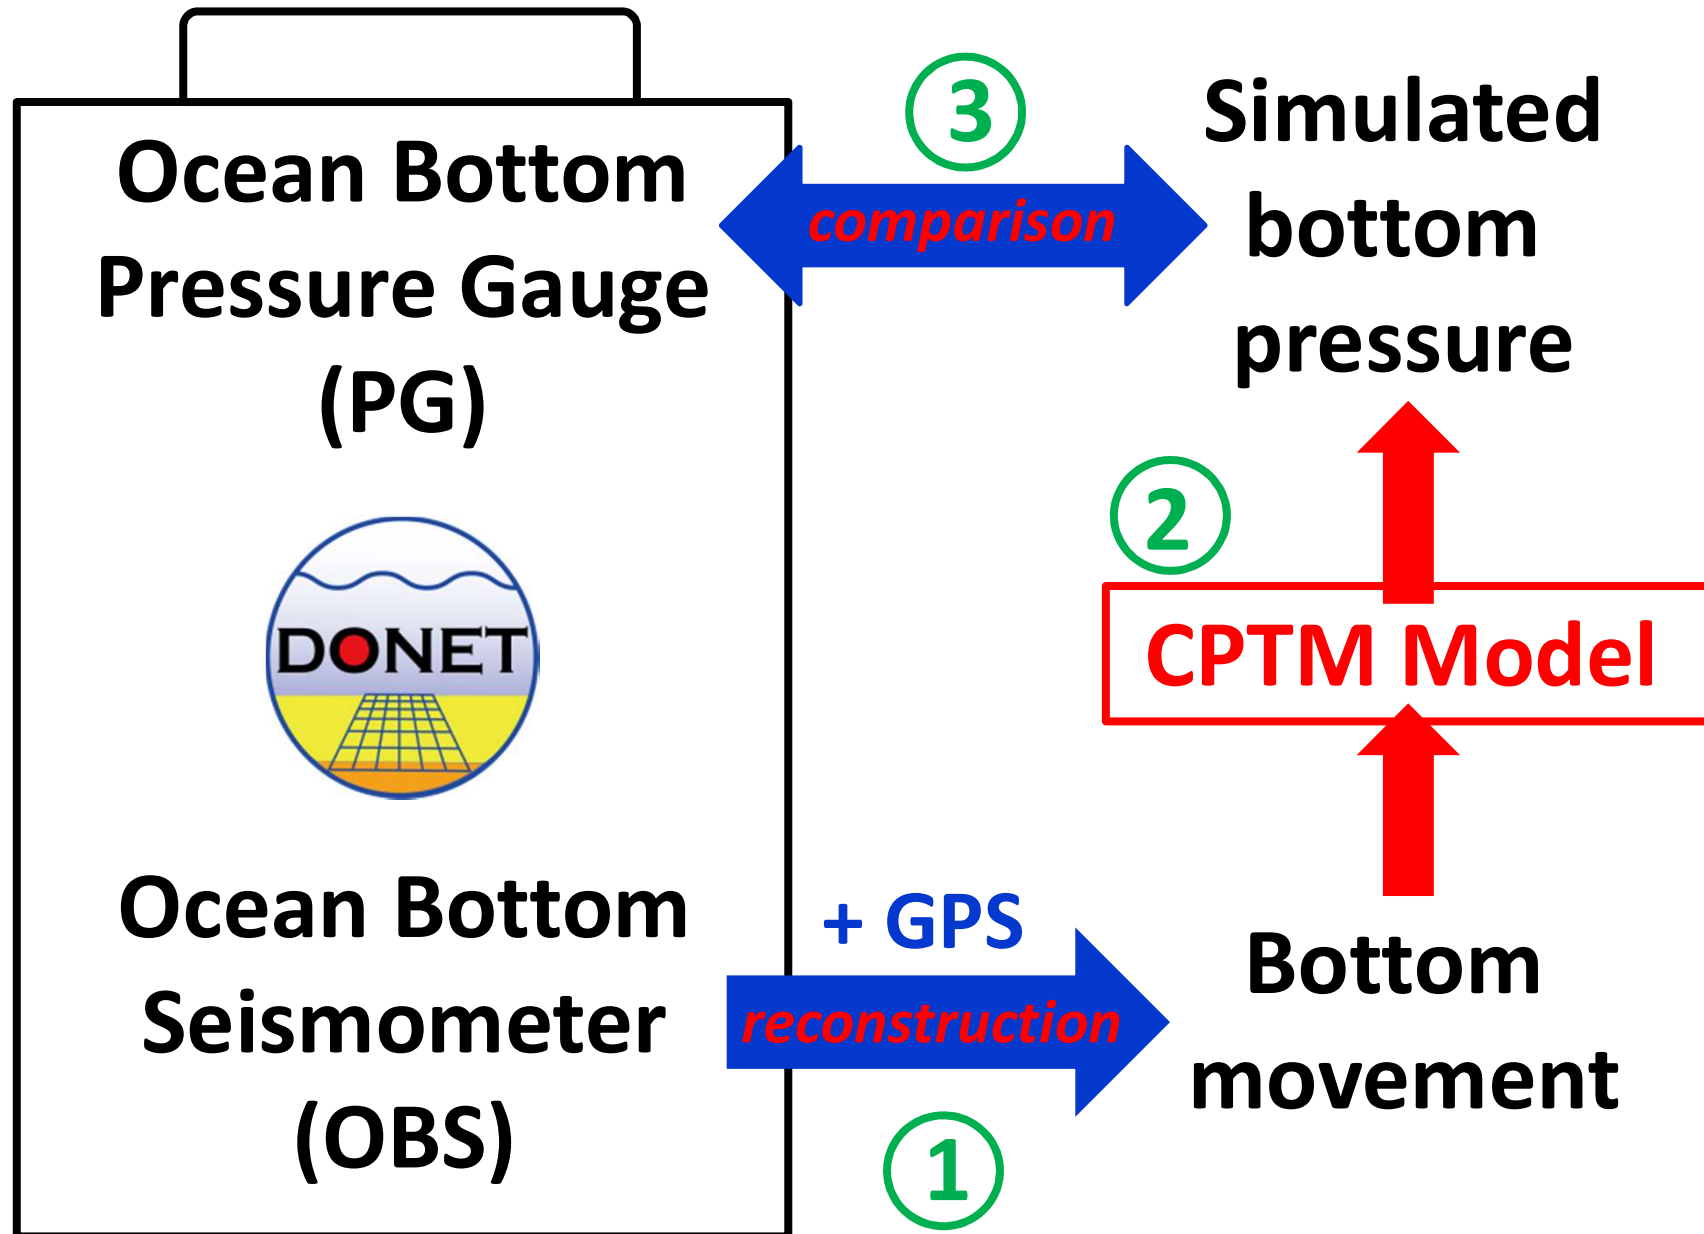 Ocean Bottom
Pressure Gauge
(PG)
DONET
Ocean Bottom
Seismometer
(OBS)
3
comparison
Simulated
bottom
pressure
2
CPTM Model
+ GPS
reconstruction
1
Bottom
movement